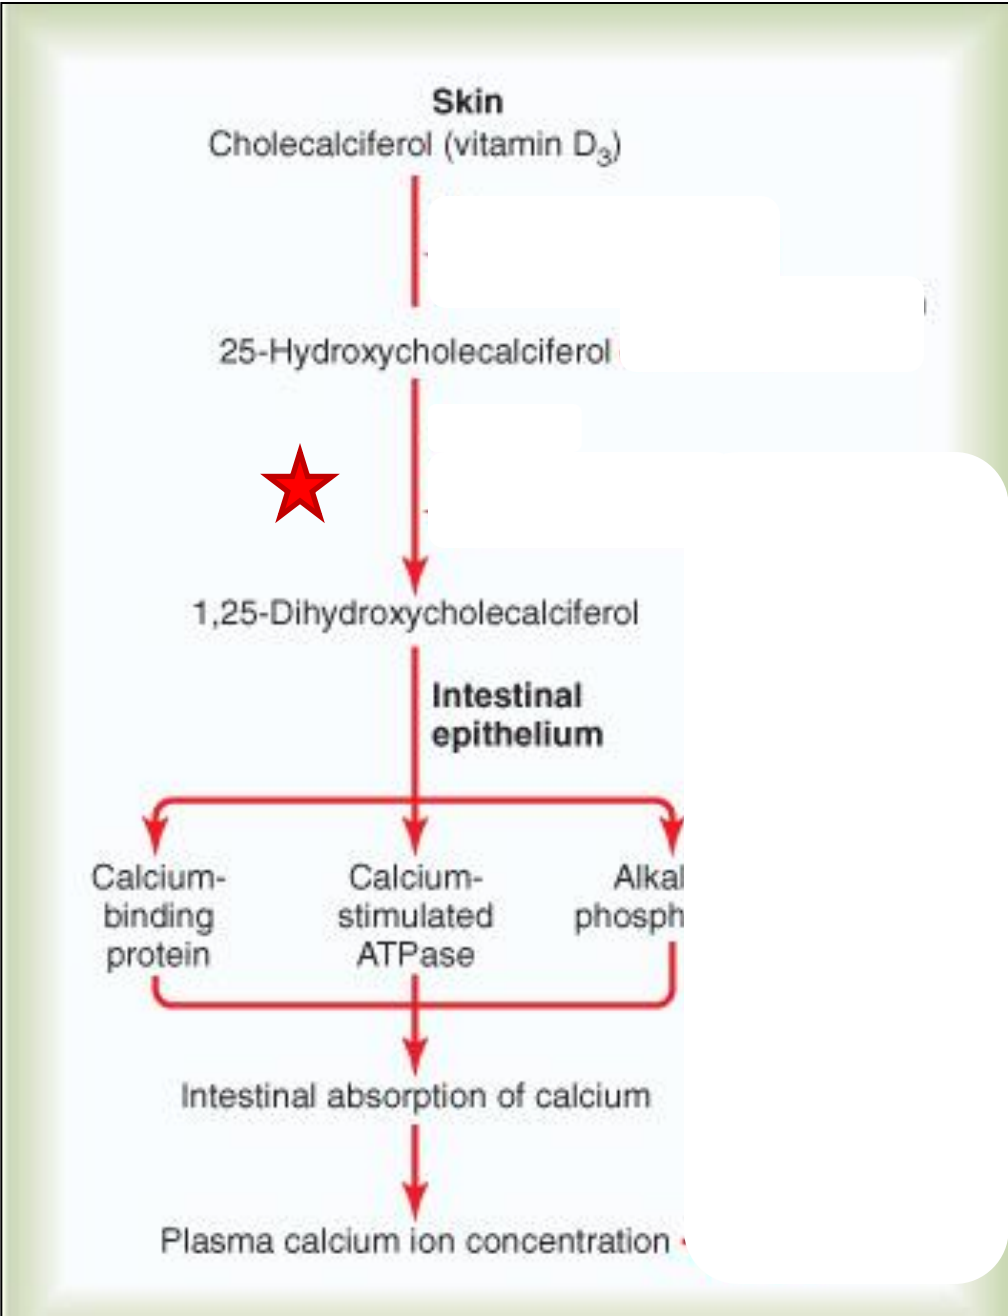 Skin
Cholecalciferol (vitamin D₃)
25-Hydroxycholecalciferol
1,25-Dihydroxycholecalciferol
Intestinal
epithelium
Calcium-
binding
protein
Calcium-
stimulated
ATPase
Alkal
phosph
Intestinal absorption of calcium
Plasma calcium ion concentration